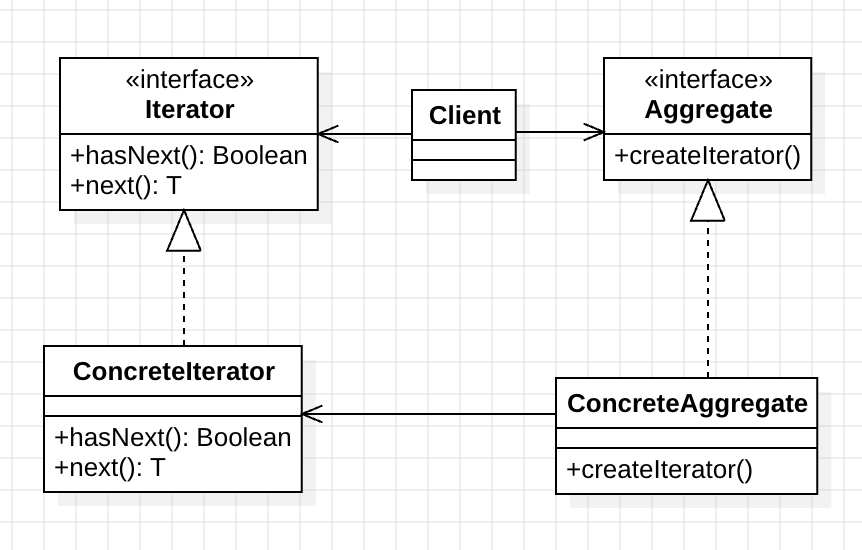 «interface»
Iterator
+hasNext(): Boolean
+next(): T
Client
«interface»
Aggregate
+createIterator()
ConcreteIterator
+hasNext(): Boolean
+next(): T
ConcreteAggregate
+createIterator()